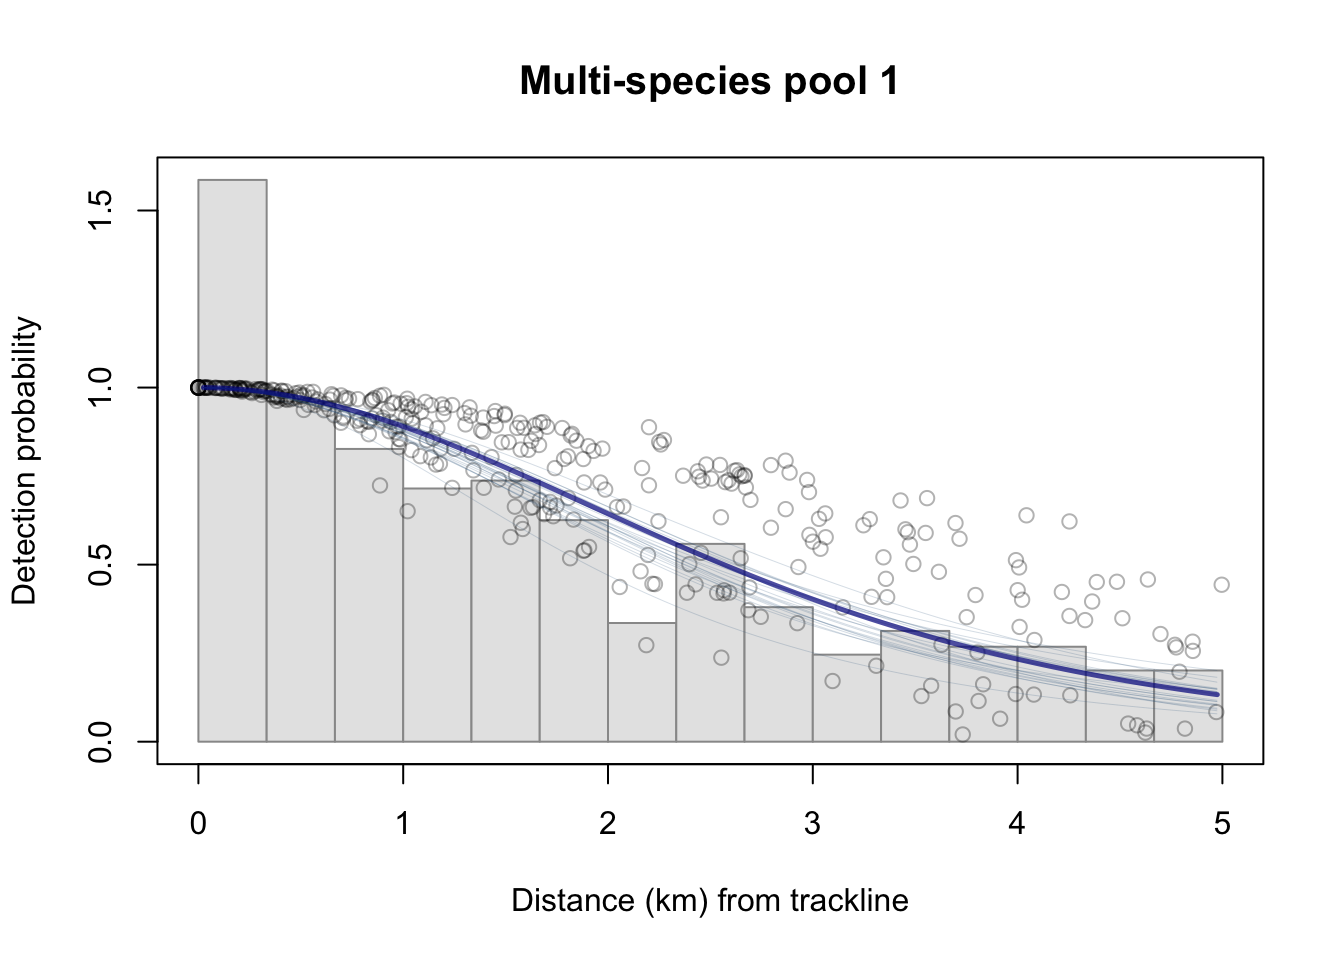 Multi-species pool 1
Detection probability
1.5
1.0
0.5
0.0
0 1 2 3 4 5
Distance (km) from trackline